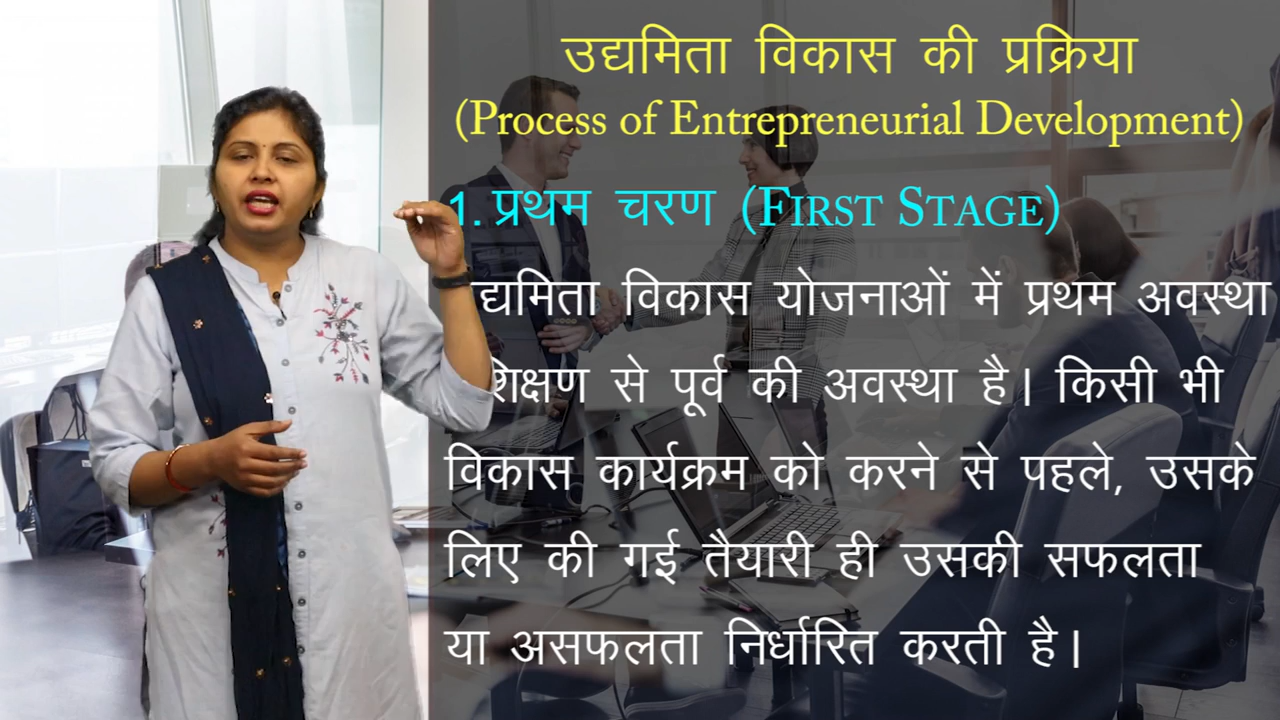 उद्यमिता विकास की प्रक्रिया
(Process of Entrepreneurial Development)
1. प्रथम चरण (FIRST STAGE)
द्यमिता विकास योजनाओं में प्रथम अवस्था
शिक्षण से पूर्व की अवस्था है। किसी भी
विकास कार्यक्रम को करने से पहले, उसके
लिए की गई तैयारी ही उसकी सफलता
या असफलता निर्धारित करती है।